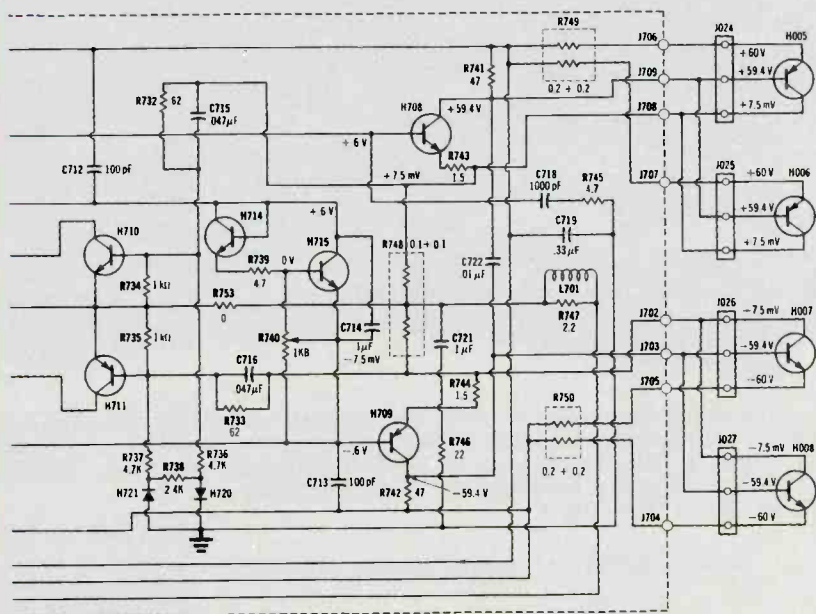 R749
J706
J024
H005
+60 V
R741
47
J709
+59.4 V
R732
62
C715
.047µF
0.2 + 0.2
H708
+59.4 V
J708
+7.5 mV
+ 6 V
R743
1.5
C718
1000 pF
R745
4.7
J707
J025
H006
+60 V
C712
100 pF
+ 7.5 mV
H714
+ 6 V
C719
.33µF
+59.4 V
H710
H715
R748
0.1 + 0.1
+ 7.5 mV
R739
4.7
0 V
C722
.01 µF
L701
R734
1 kΩ
R753
0
R747
2.2
J702
J026
H007
-7.5 mV
R735
1 kΩ
R740
1KB
C714
1µF
-7.5 mV
C721
1µF
J703
-59.4 V
C716
.047µF
R744
1.5
J705
-60 V
H711
R733
62
H709
R750
-.6 V
R746
22
J027
H008
-7.5 mV
R737
4.7K
R738
2.4K
R736
4.7K
C713
100 pF
R742
47
-59.4 V
0.2 + 0.2
-59.4 V
H721
H720
J704
-60 V